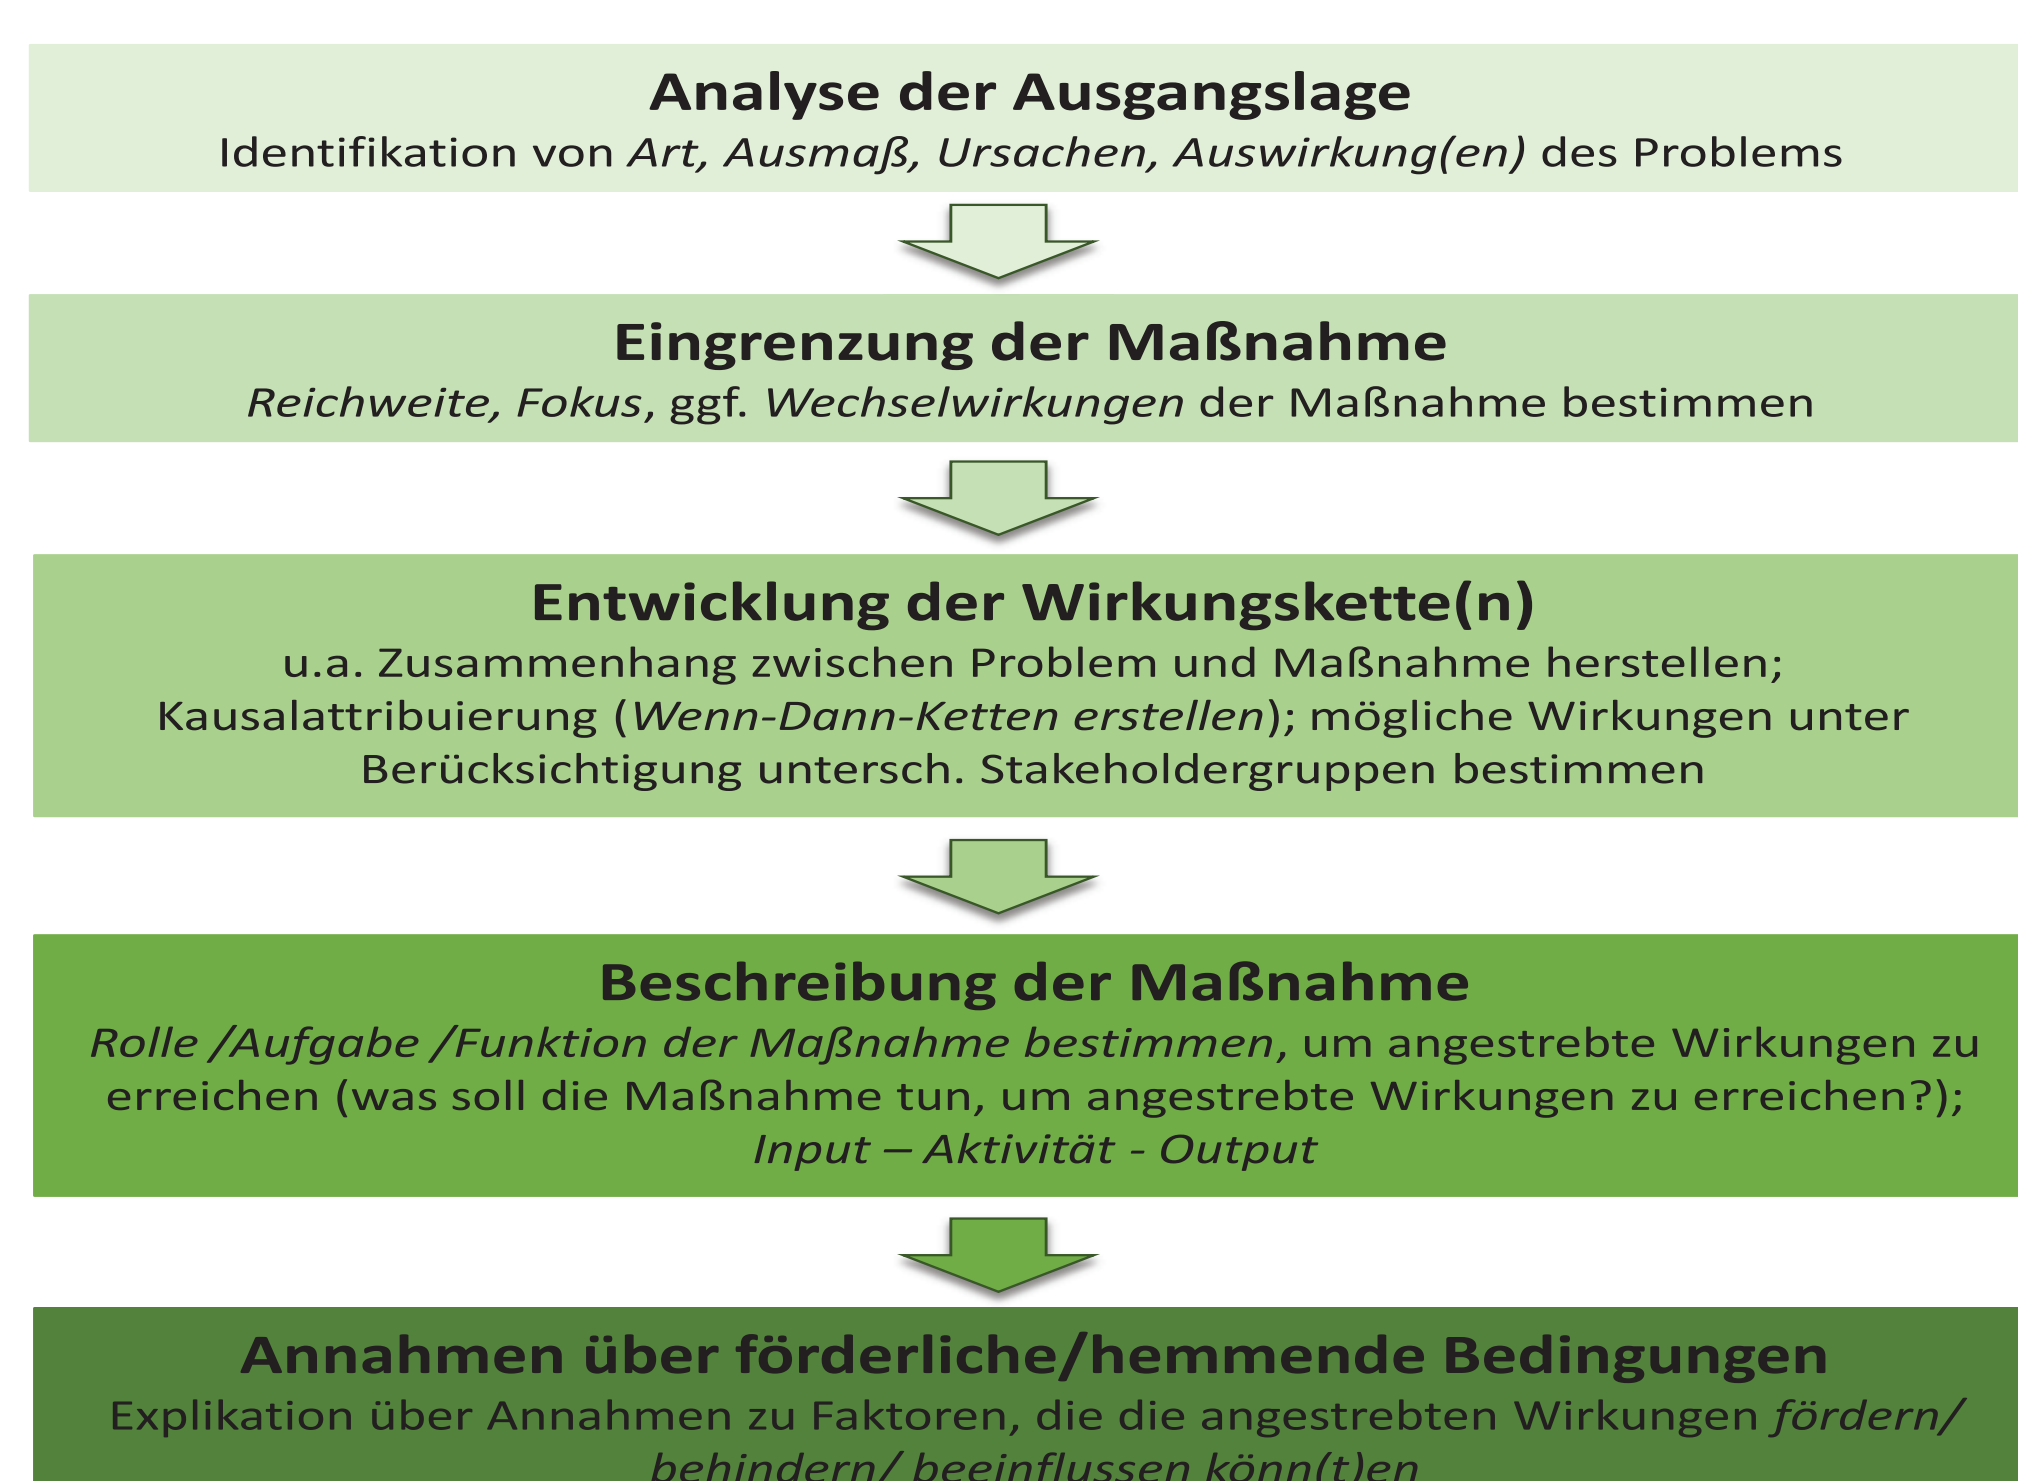 Analyse der Ausgangslage
Identifikation von Art, Ausmaß, Ursachen, Auswirkung(en) des Problems
Eingrenzung der Maßnahme
Reichweite, Fokus, ggf. Wechselwirkungen der Maßnahme bestimmen
Entwicklung der Wirkungskette(n)
u.a. Zusammenhang zwischen Problem und Maßnahme herstellen;
Kausalattribuierung (Wenn-Dann-Ketten erstellen); mögliche Wirkungen unter
Berücksichtigung untersch. Stakeholdergruppen bestimmen
Beschreibung der Maßnahme
Rolle /Aufgabe /Funktion der Maßnahme bestimmen, um angestrebte Wirkungen zu
erreichen (was soll die Maßnahme tun, um angestrebte Wirkungen zu erreichen?);
Input – Aktivität - Output
Annahmen über förderliche/hemmende Bedingungen
Explikation über Annahmen zu Faktoren, die die angestrebten Wirkungen fördern/
behindern/ beeinflussen könn(t)en